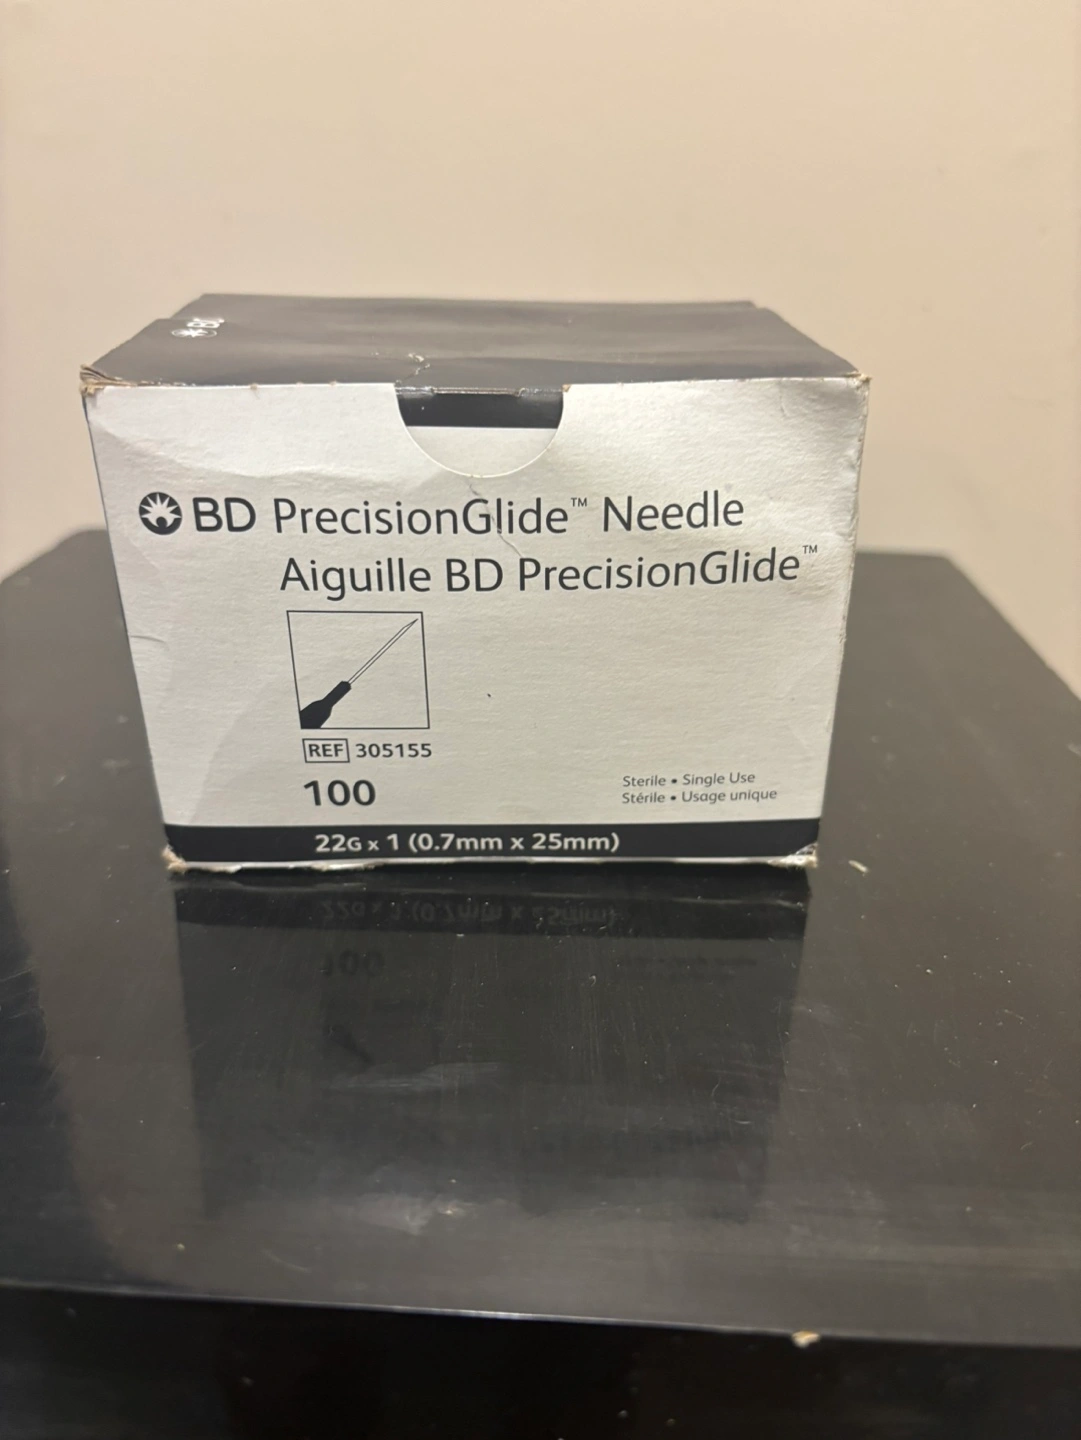 BD
BD PrecisionGlide™ Needle
Aiguille BD PrecisionGlide™
REF 305155
100
Sterile • Single Use
Stérile • Usage unique
22G x 1 (0.7mm x 25mm)